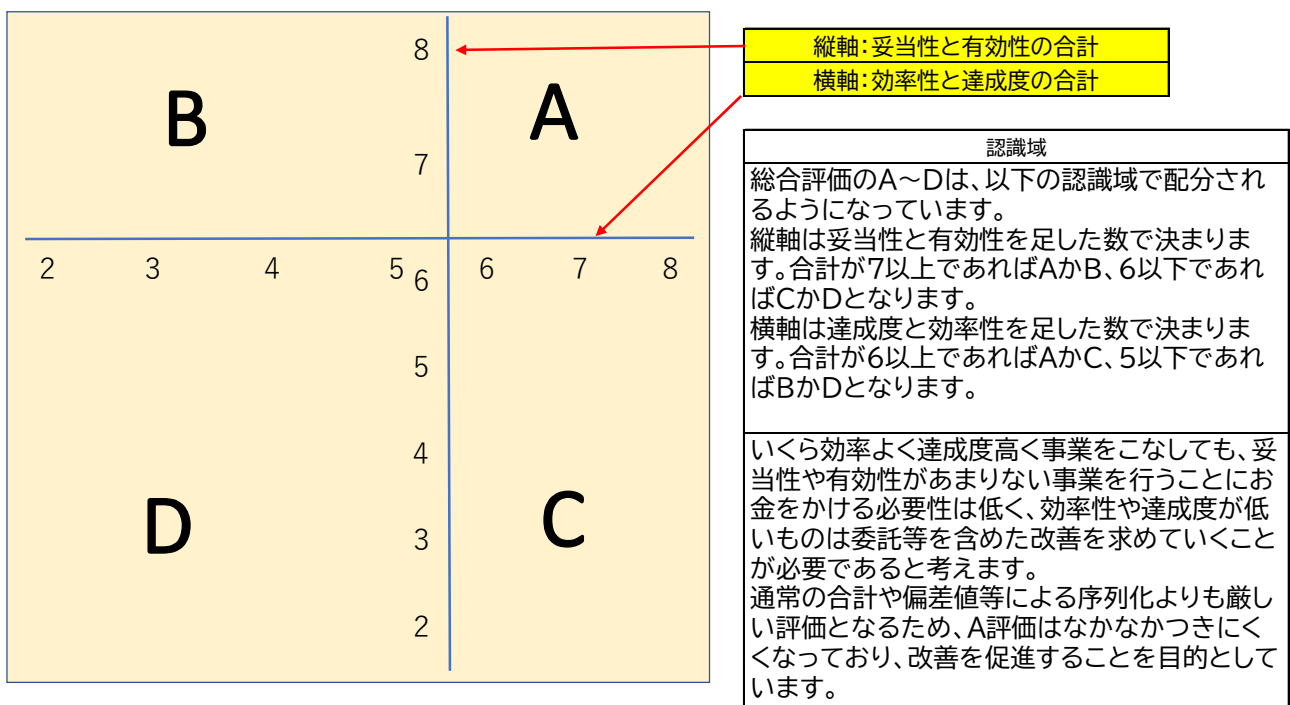 縦軸:妥当性と有効性の合計
横軸:効率性と達成度の合計
8
B
A
7
2 3 4 5 6 6 7 8
5
4
D
C
3
2
認識域
総合評価のA～Dは、以下の認識域で配分され
るようになっています。
縦軸は妥当性と有効性を足した数で決まりま
す。合計が7以上であればAかB、6以下であれ
ばCかDとなります。
横軸は達成度と効率性を足した数で決まりま
す。合計が6以上であればAかC、5以下であれ
ばBかDとなります。
いくら効率よく達成度高く事業をこなしても、妥
当性や有効性があまりない事業を行うことにお
金をかける必要性は低く、効率性や達成度が低
いものは委託等を含めた改善を求めていくこと
が必要であると考えます。
通常の合計や偏差値等による序列化よりも厳し
い評価となるため、A評価はなかなかつきにく
くなっており、改善を促進することを目的として
います。